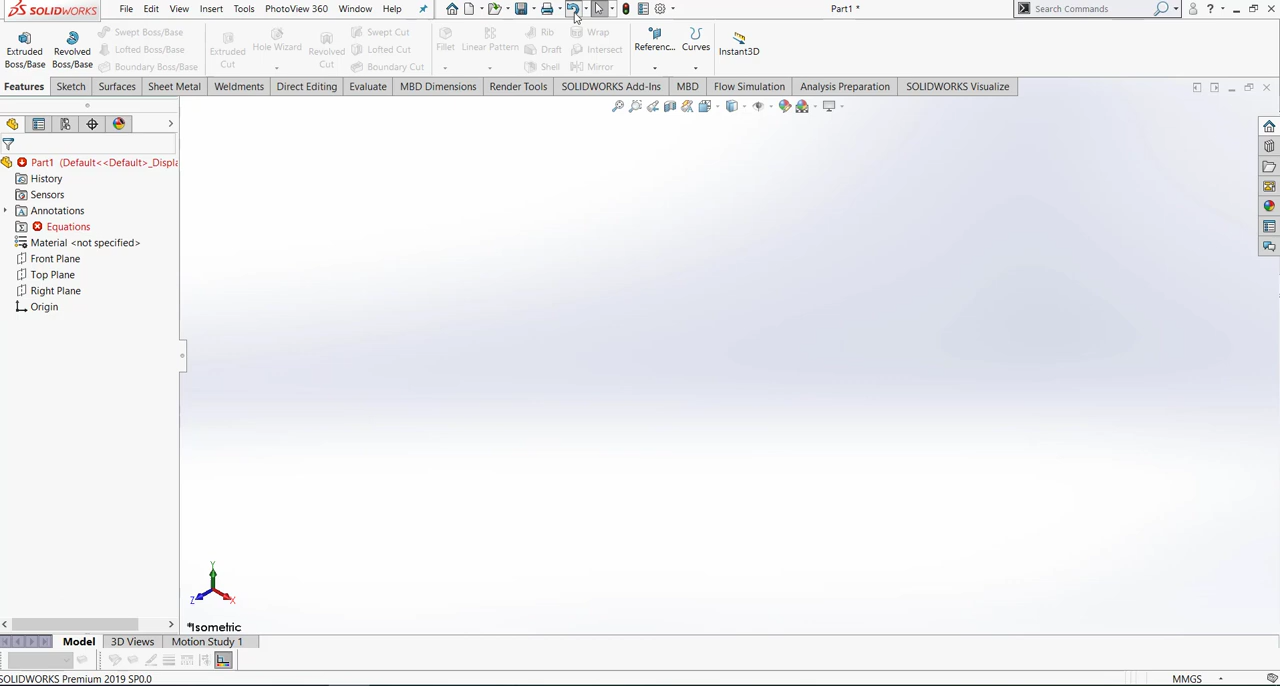 SOLIDWORKS File Edit View Insert Tools PhotoView 360 Window Help Part1 * Search Commands
Extruded Boss/Base
Revolved Boss/Base
Swept Boss/Base
Lofted Boss/Base
Boundary Boss/Base
Extruded Cut
Hole Wizard
Revolved Cut
Swept Cut
Lofted Cut
Boundary Cut
Fillet
Linear Pattern
Rib
Draft
Shell
Wrap
Intersect
Mirror
Referenc...
Curves
Instant3D
Features Sketch Surfaces Sheet Metal Weldments Direct Editing Evaluate MBD Dimensions Render Tools SOLIDWORKS Add-Ins MBD Flow Simulation Analysis Preparation SOLIDWORKS Visualize
Part1 (Default<<Default>_Displa
History
Sensors
Annotations
Equations
Material <not specified>
Front Plane
Top Plane
Right Plane
Origin
Y
Z X
*Isometric
Model 3D Views Motion Study 1
SOLIDWORKS Premium 2019 SP0.0 MMGS